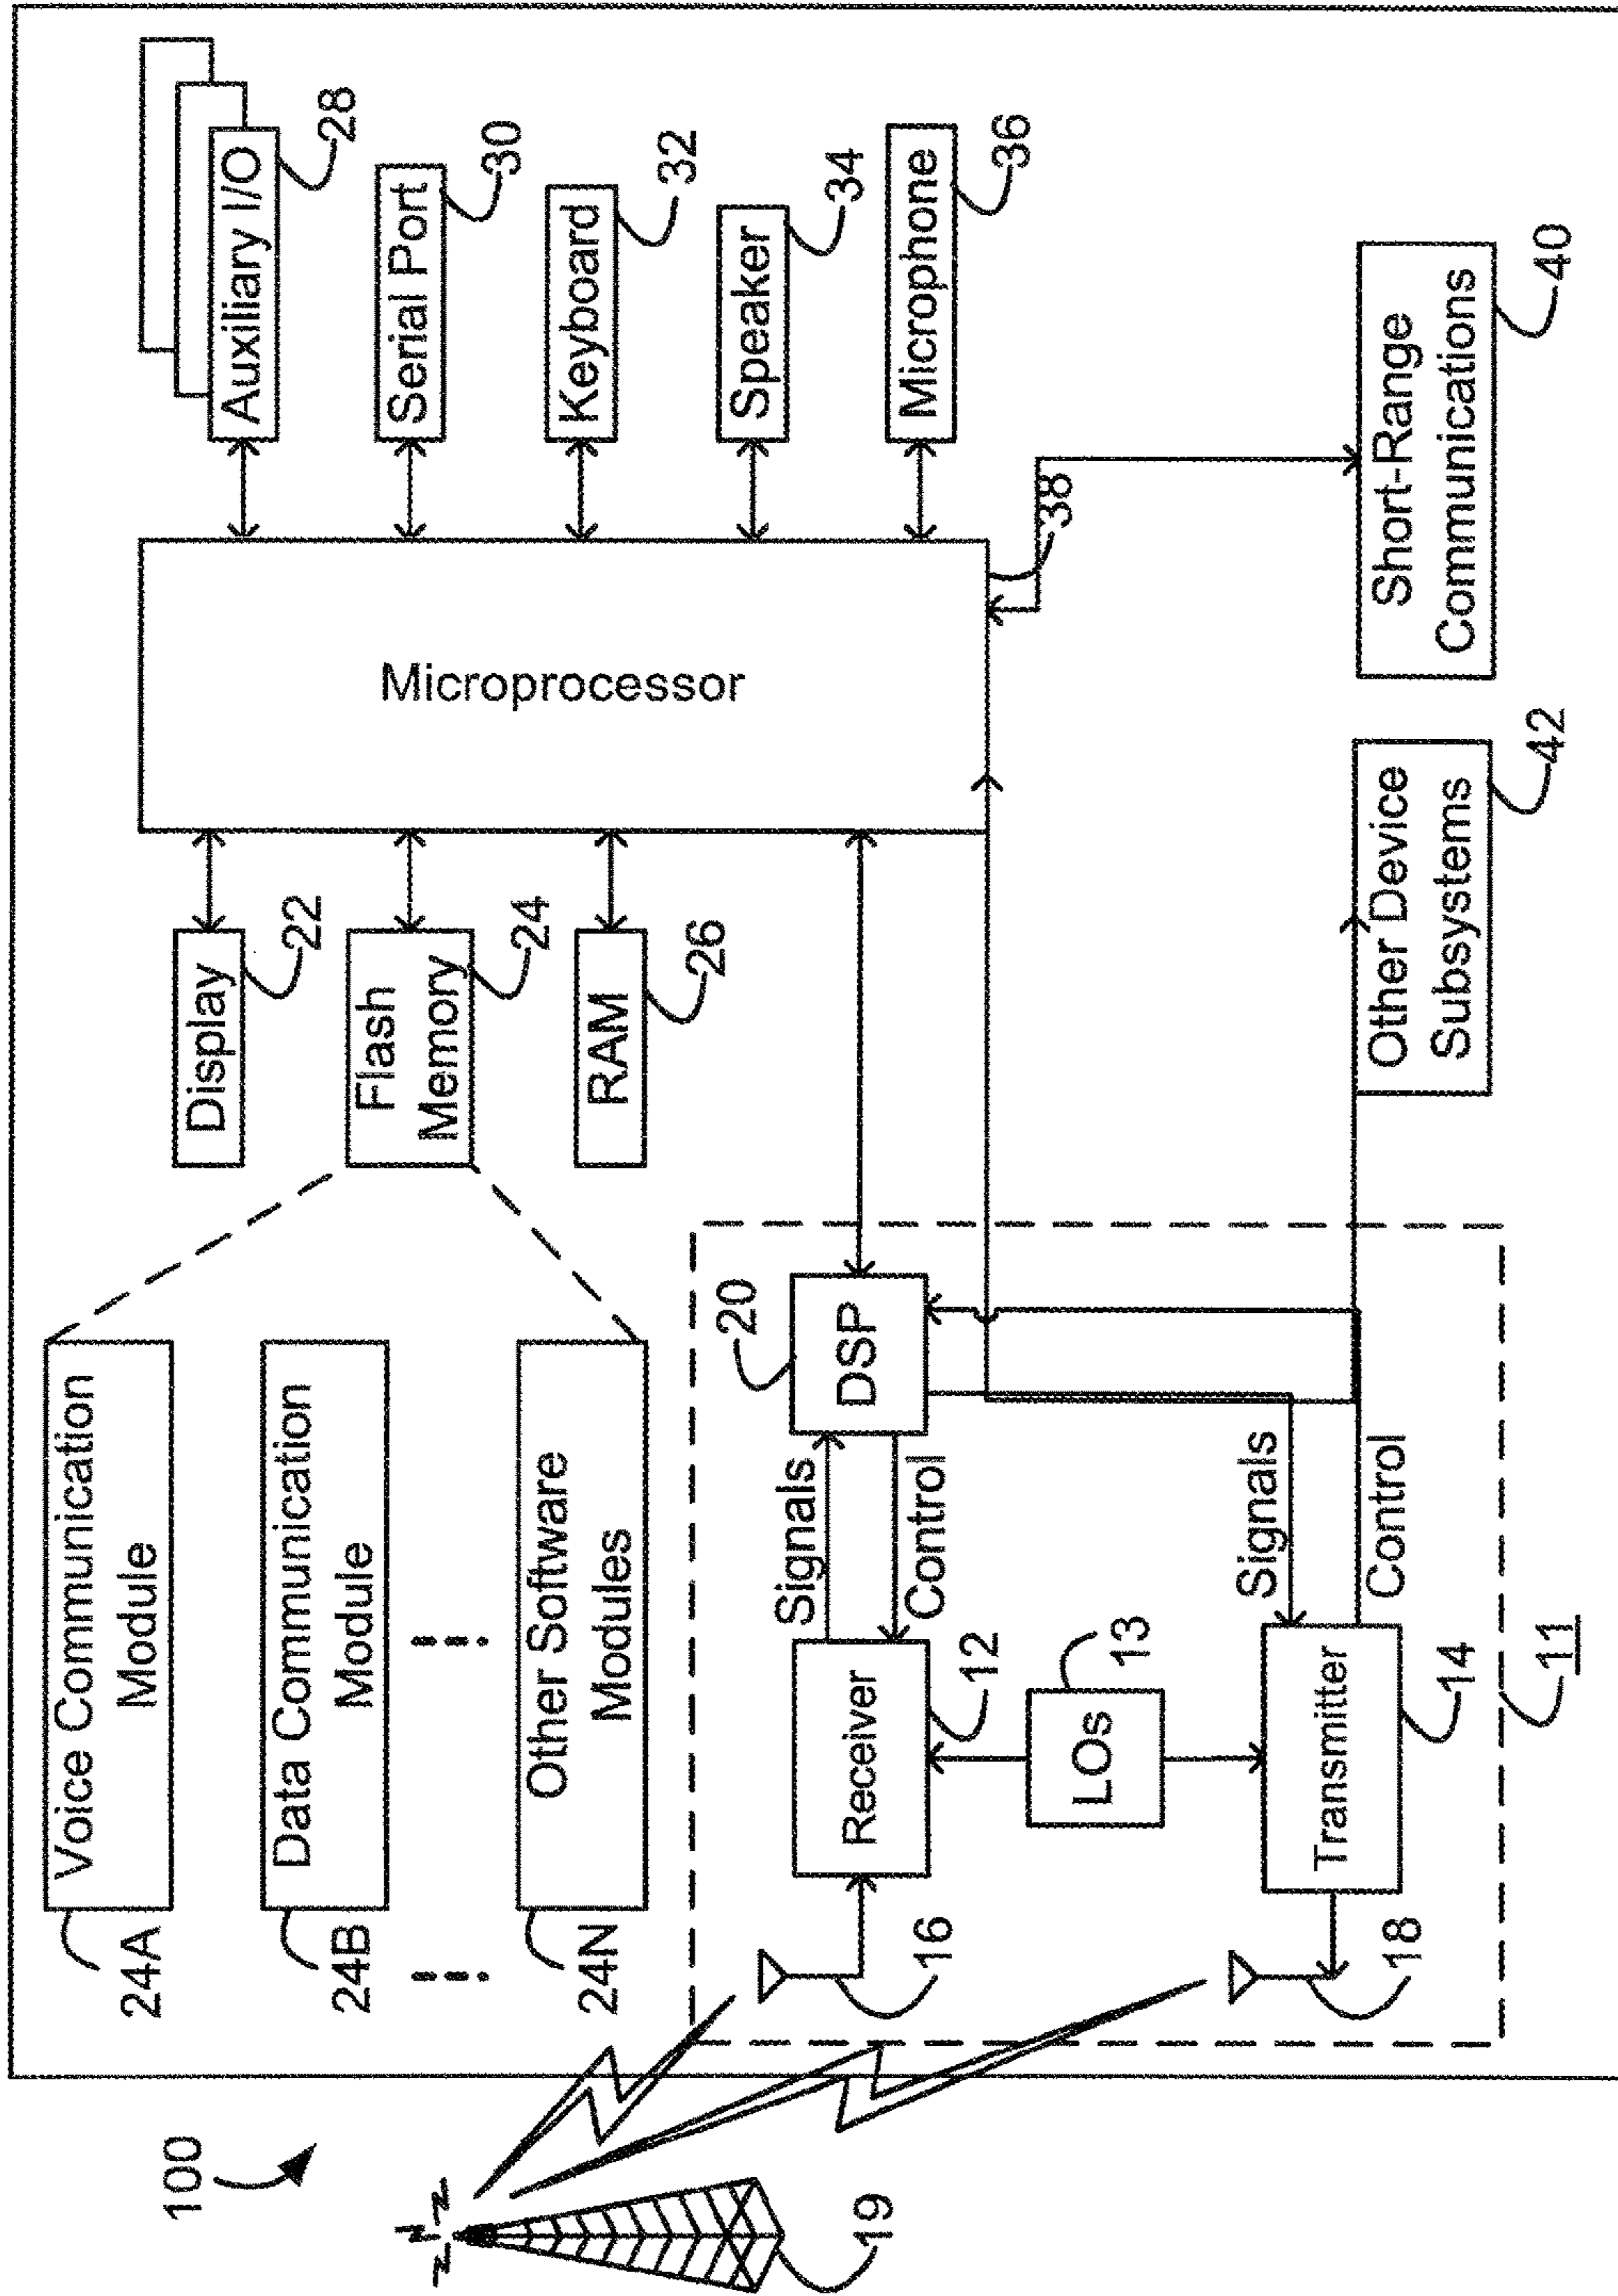 100
19
24A
Voice Communication
Module
24B
Data Communication
Module
24N
Other Software
Modules
Display
22
Flash
Memory
24
RAM
26
Microprocessor
38
Auxiliary I/O
28
Serial Port
30
Keyboard
32
Speaker
34
Microphone
36
Short-Range
Communications
40
Other Device
Subsystems
42
16
Receiver
12
Signals
Control
DSP
20
LOs
13
18
Transmitter
14
Signals
Control
11